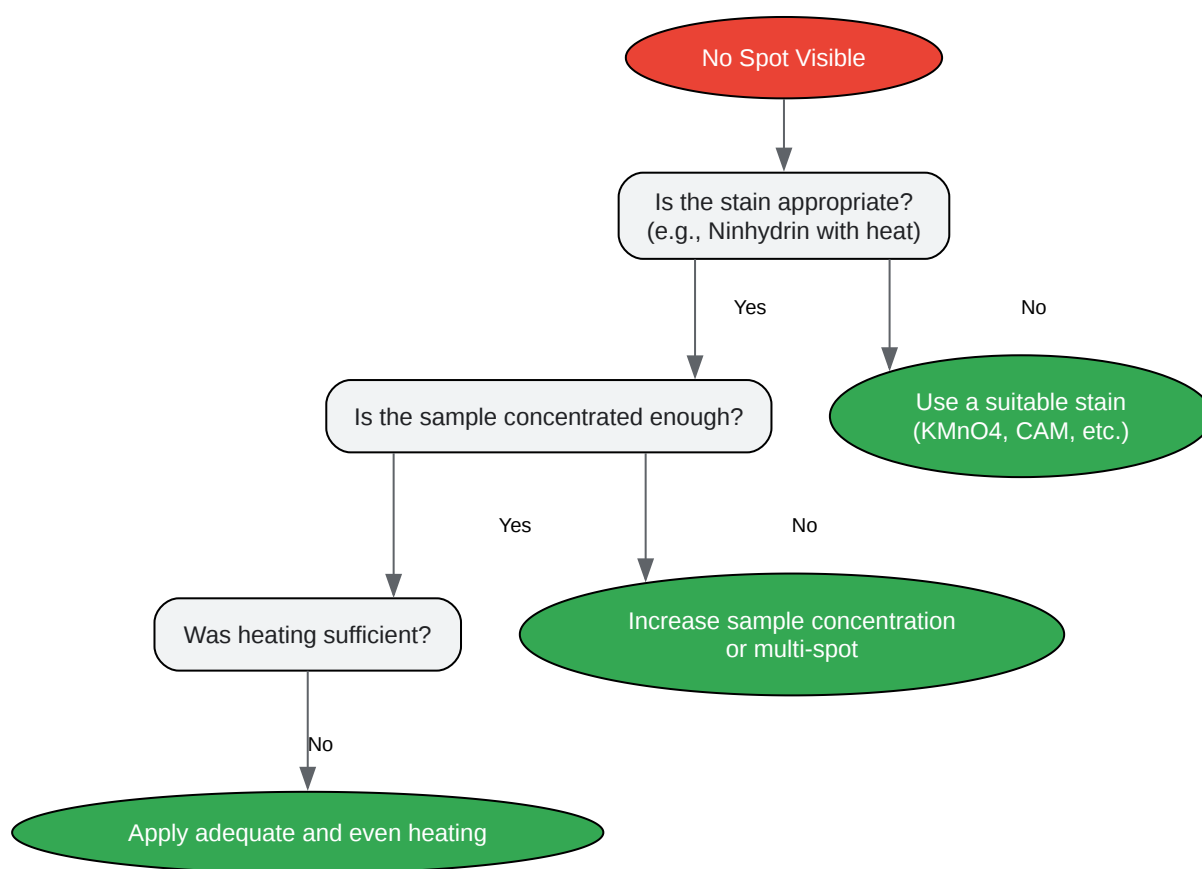 No Spot Visible
Is the stain appropriate?
(e.g., Ninhydrin with heat)
Yes
No
Is the sample concentrated enough?
Use a suitable stain
(KMnO4, CAM, etc.)
Yes
No
Was heating sufficient?
Increase sample concentration
or multi-spot
No
Apply adequate and even heating